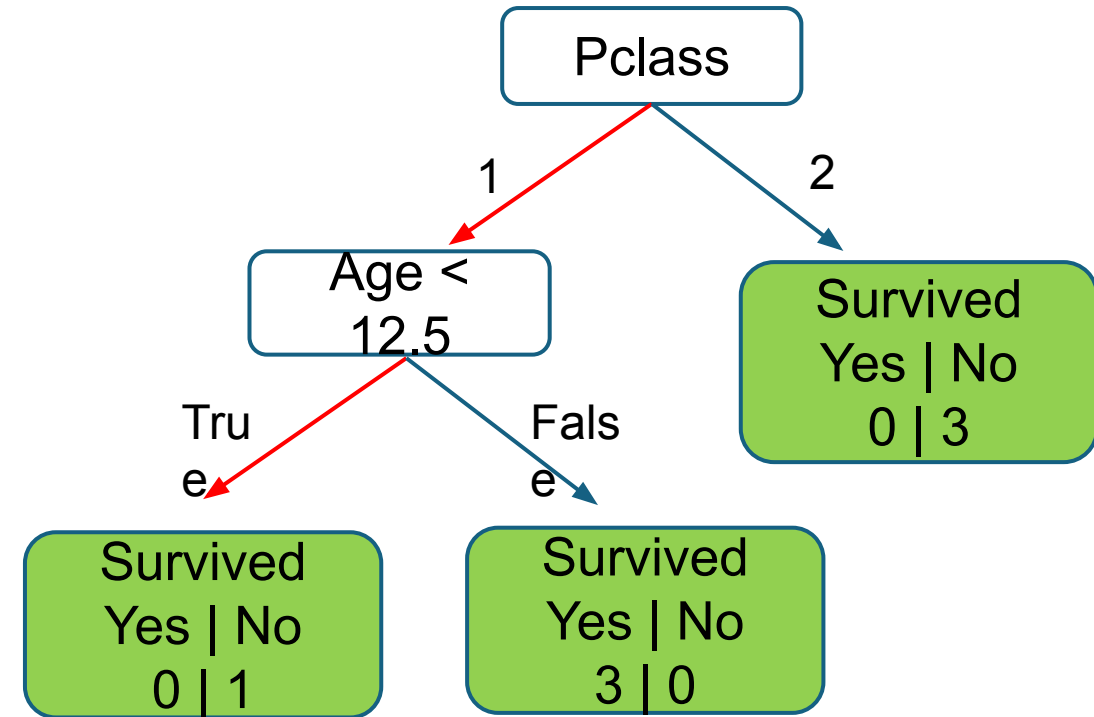 Pclass
1
2
Age <
12.5
Survived
Yes | No
0 | 3
Tru
e
Fals
e
Survived
Yes | No
0 | 1
Survived
Yes | No
3 | 0